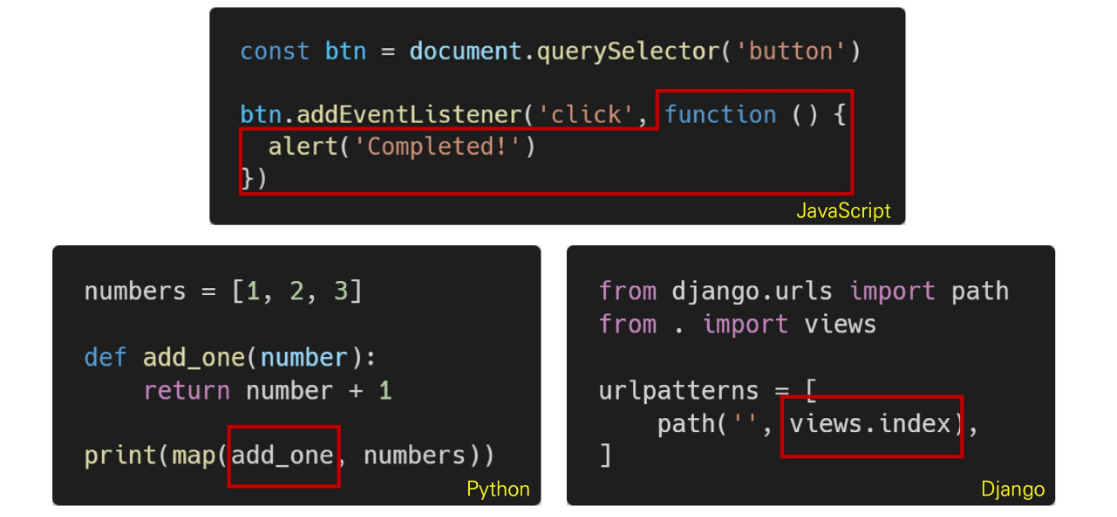 const btn = document.querySelector('button')
btn.addEventListener('click', function () {
  alert('Completed!')
})
JavaScript
numbers = [1, 2, 3]
def add_one(number):
    return number + 1
print(map(add_one, numbers))
Python
from django.urls import path
from . import views
urlpatterns = [
    path('', views.index),
]
Django